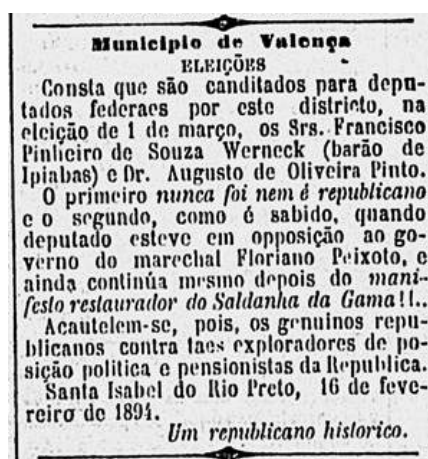 Municipio de Valença
ELEIÇÕES
Consta que são canditados para depu-
tados federaes por este districto, na
eleição de 1 de março, os Srs. Francisco
Pinheiro de Souza Werneck (barão de
Ipiabas) e Dr. Augusto de Oliveira Pinto.
O primeiro nunca foi nem é republicano
e o segundo, como é sabido, quando
deputado esteve em opposição ao go-
verno do marechal Floriano Peixoto, e
ainda continúa mesmo depois do mani-
festo restaurador do Saldanha da Gama!!..
Acautelem-se, pois, os genuinos repu-
blicanos contra taes exploradores de po-
sição politica e pensionistas da Republica.
Santa Isabel do Rio Preto, 16 de feve-
reiro de 1894.
Um republicano historico.